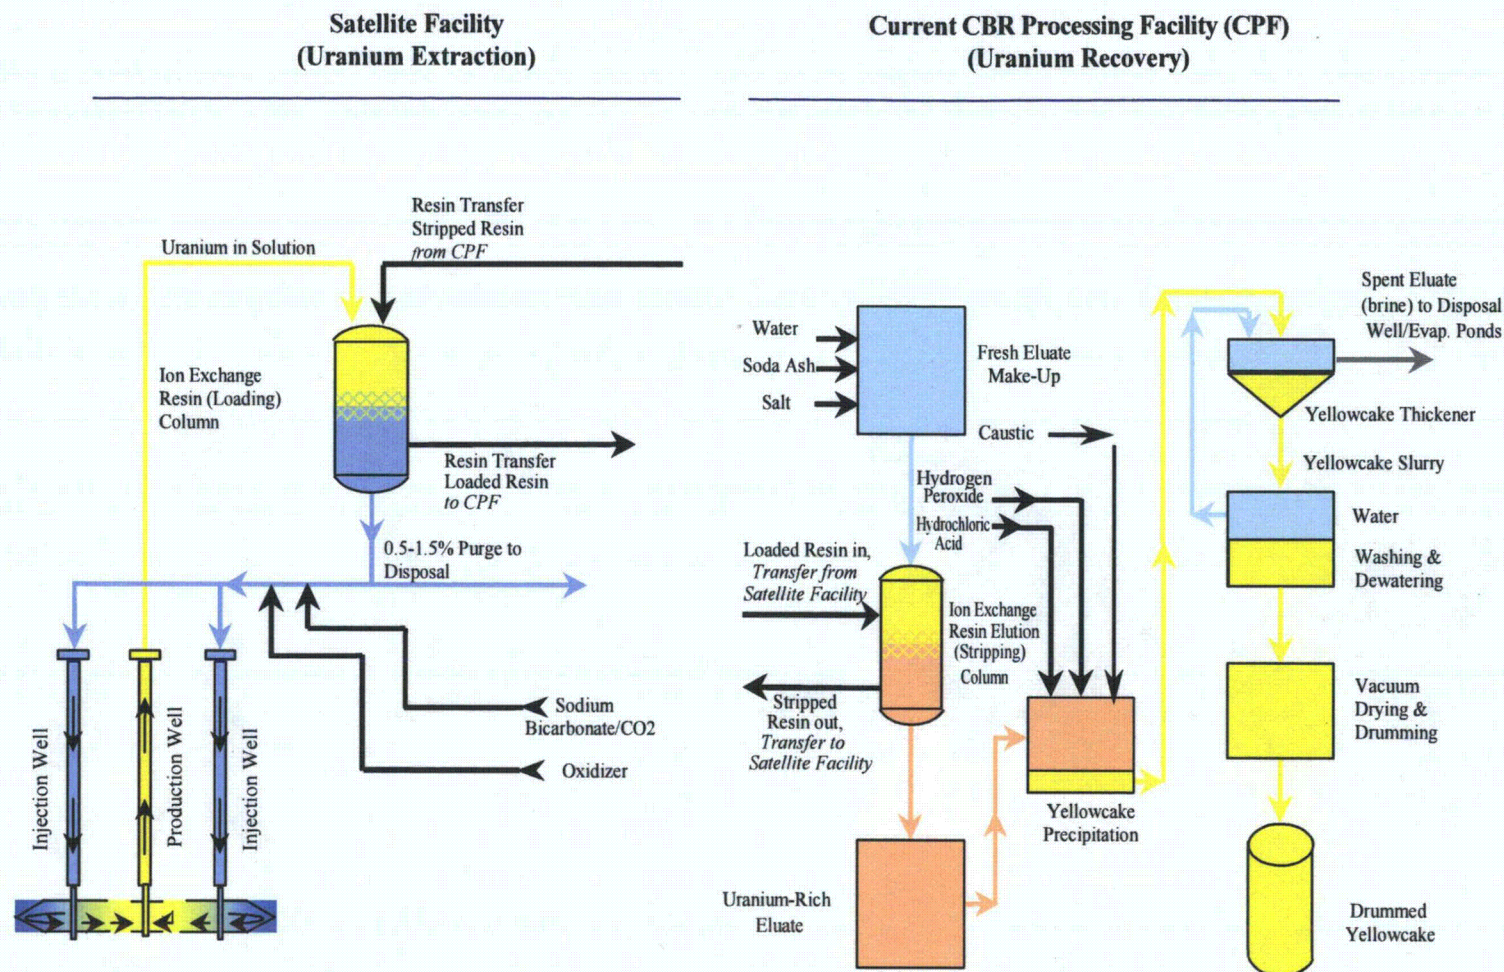 Satellite Facility
(Uranium Extraction)
Current CBR Processing Facility (CPF)
(Uranium Recovery)
Resin Transfer
Stripped Resin
from CPF
Uranium in Solution
Ion Exchange
Resin (Loading)
Column
Resin Transfer
Loaded Resin
to CPF
0.5-1.5% Purge to
Disposal
Sodium
Bicarbonate/CO2
Oxidizer
Injection Well
Production Well
Injection Well
Water
Soda Ash
Salt
Fresh Eluate
Make-Up
Caustic
Hydrogen
Peroxide
Hydrochloric
Acid
Loaded Resin in,
Transfer from
Satellite Facility
Ion Exchange
Resin Elution
(Stripping)
Column
Stripped
Resin out,
Transfer to
Satellite Facility
Uranium-Rich
Eluate
Yellowcake
Precipitation
Spent Eluate
(brine) to Disposal
Well/Evap. Ponds
Yellowcake Thickener
Yellowcake Slurry
Water
Washing &
Dewatering
Vacuum
Drying &
Drumming
Drummed
Yellowcake